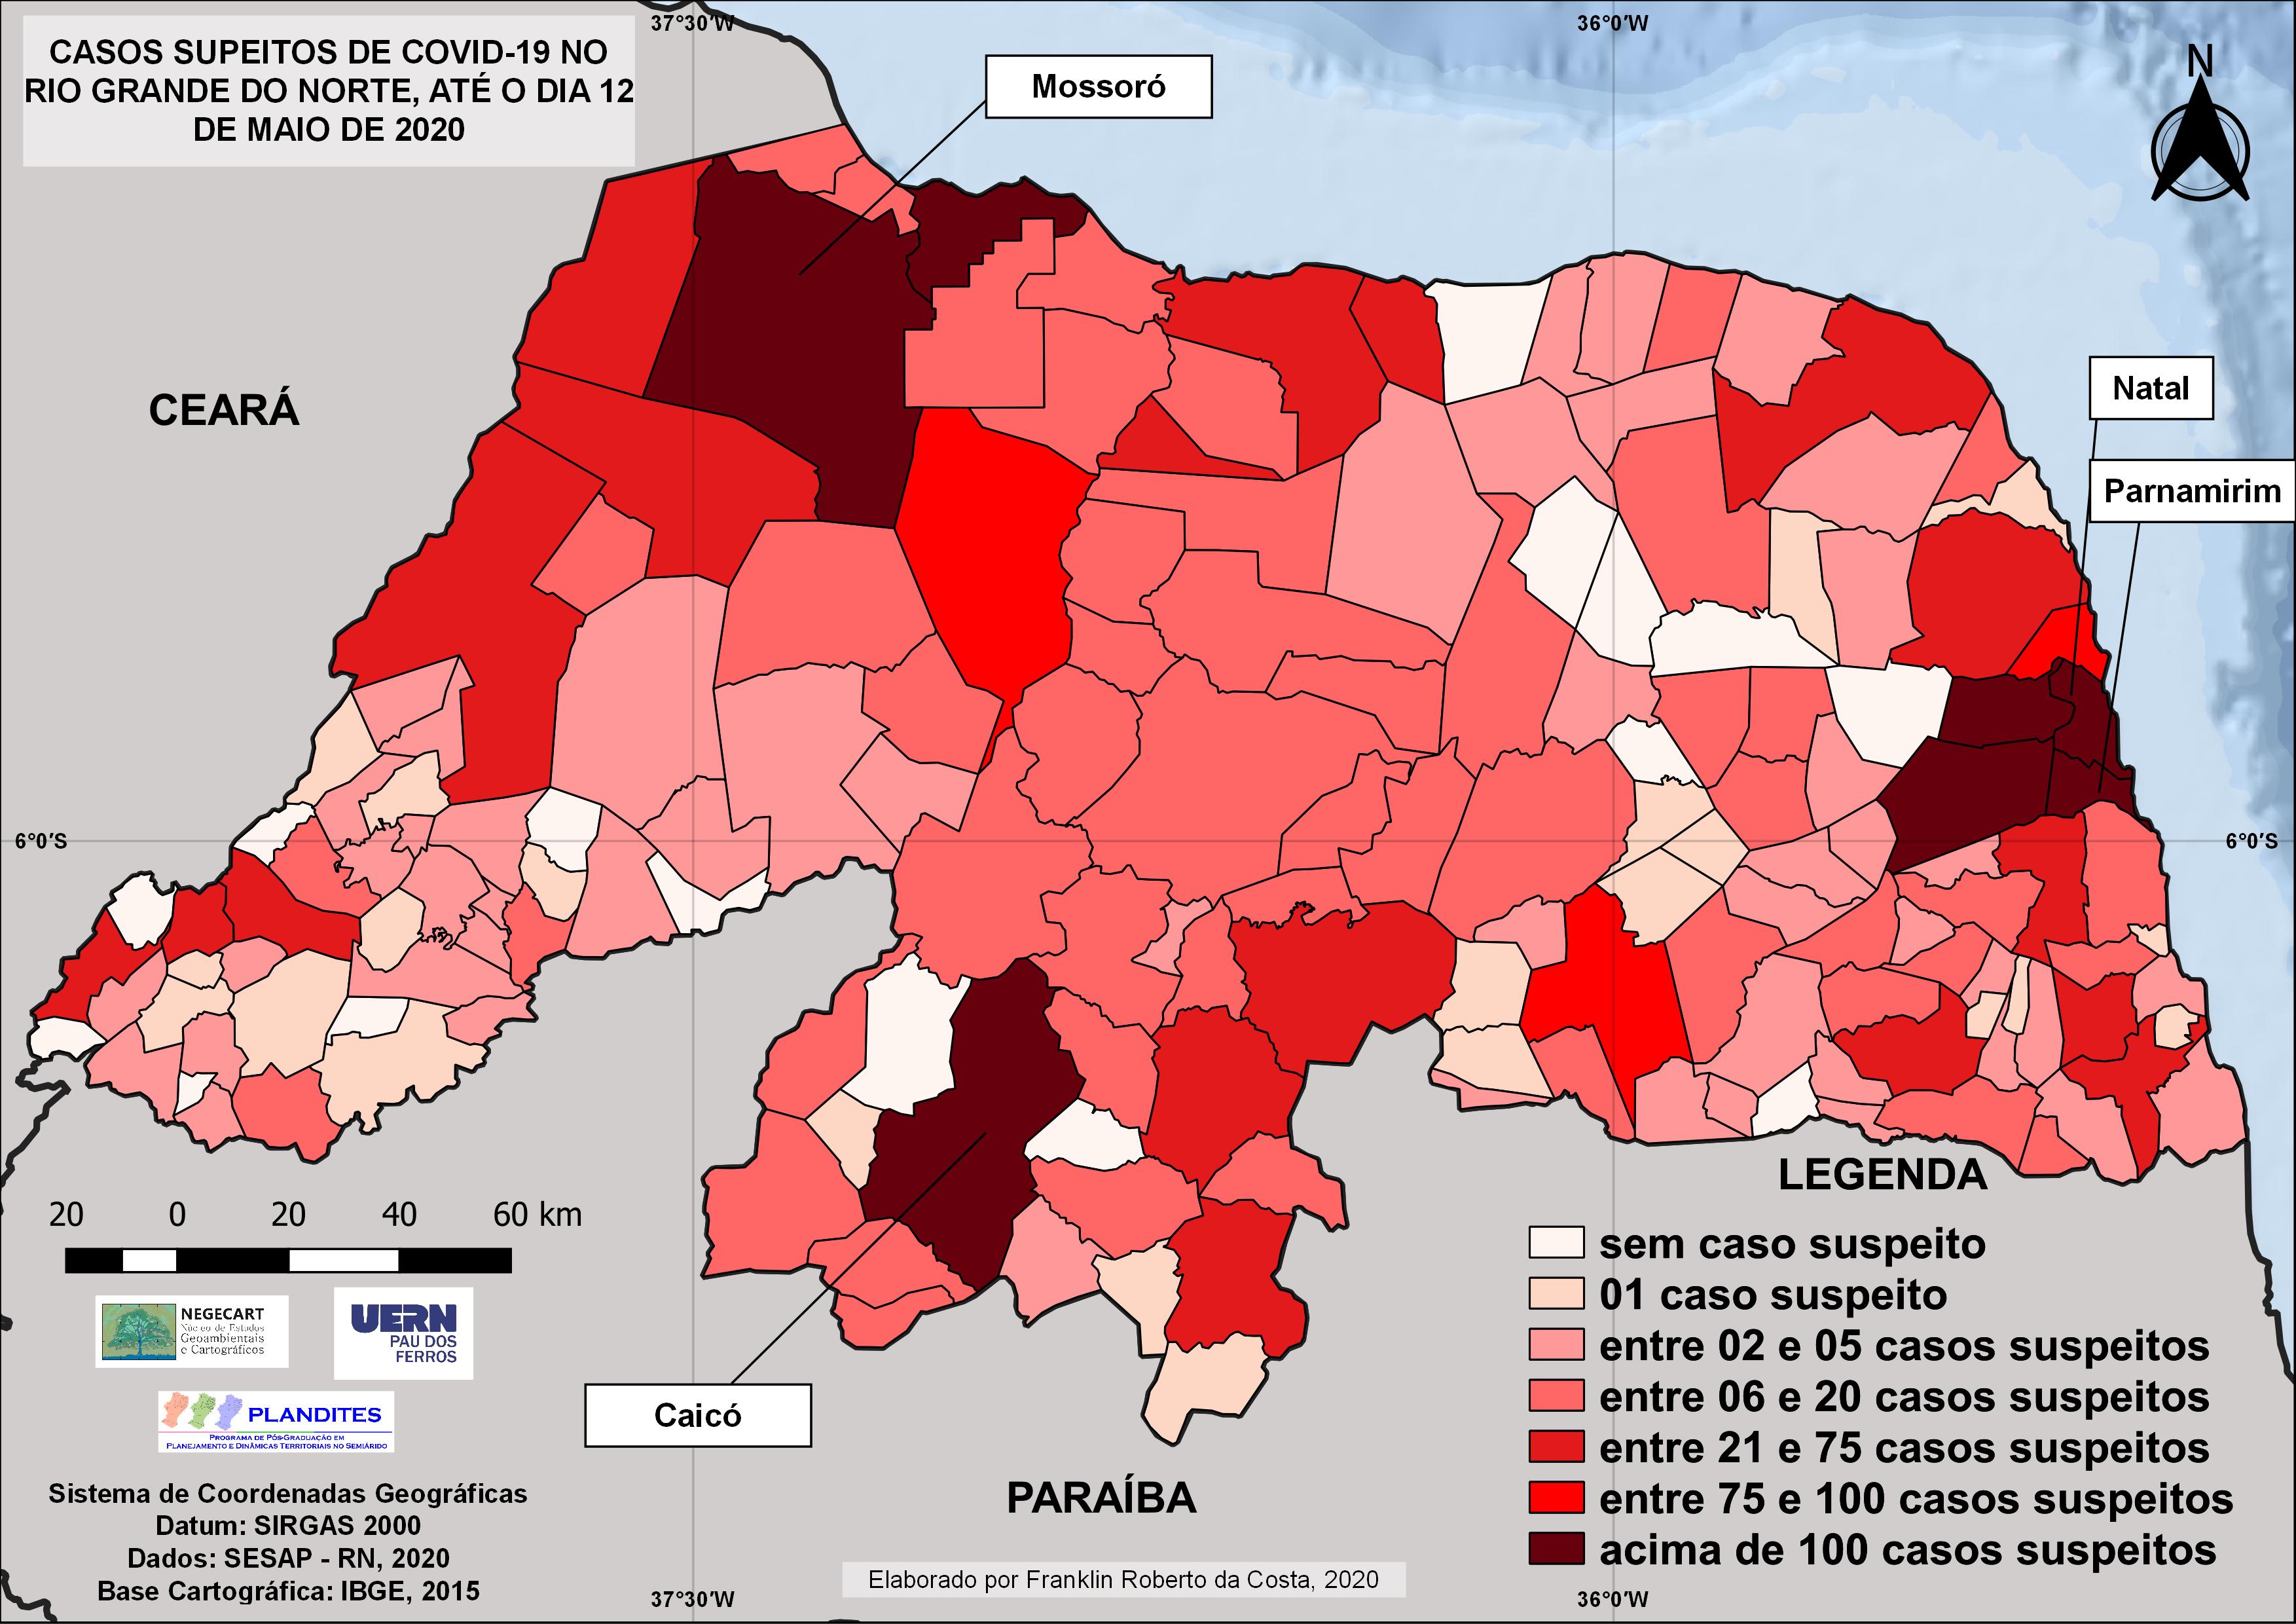 CASOS SUPEITOS DE COVID-19 NO
RIO GRANDE DO NORTE, ATÉ O DIA 12
DE MAIO DE 2020
37°30′W
36°0′W
N
Mossoró
CEARÁ
Natal
Parnamirim
6°0′S
6°0′S
LEGENDA
sem caso suspeito
01 caso suspeito
entre 02 e 05 casos suspeitos
entre 06 e 20 casos suspeitos
entre 21 e 75 casos suspeitos
entre 75 e 100 casos suspeitos
acima de 100 casos suspeitos
20 0 20 40 60 km
NEGECART
Núcleo de Estudos
Geoambientais
e Cartográficos
UERN
PAU DOS
FERROS
PLANDITES
PROGRAMA DE PÓS-GRADUAÇÃO EM
PLANEJAMENTO E DINÂMICAS TERRITORIAIS NO SEMIÁRIDO
Caicó
PARAÍBA
Sistema de Coordenadas Geográficas
Datum: SIRGAS 2000
Dados: SESAP - RN, 2020
Base Cartográfica: IBGE, 2015
Elaborado por Franklin Roberto da Costa, 2020
37°30′W
36°0′W